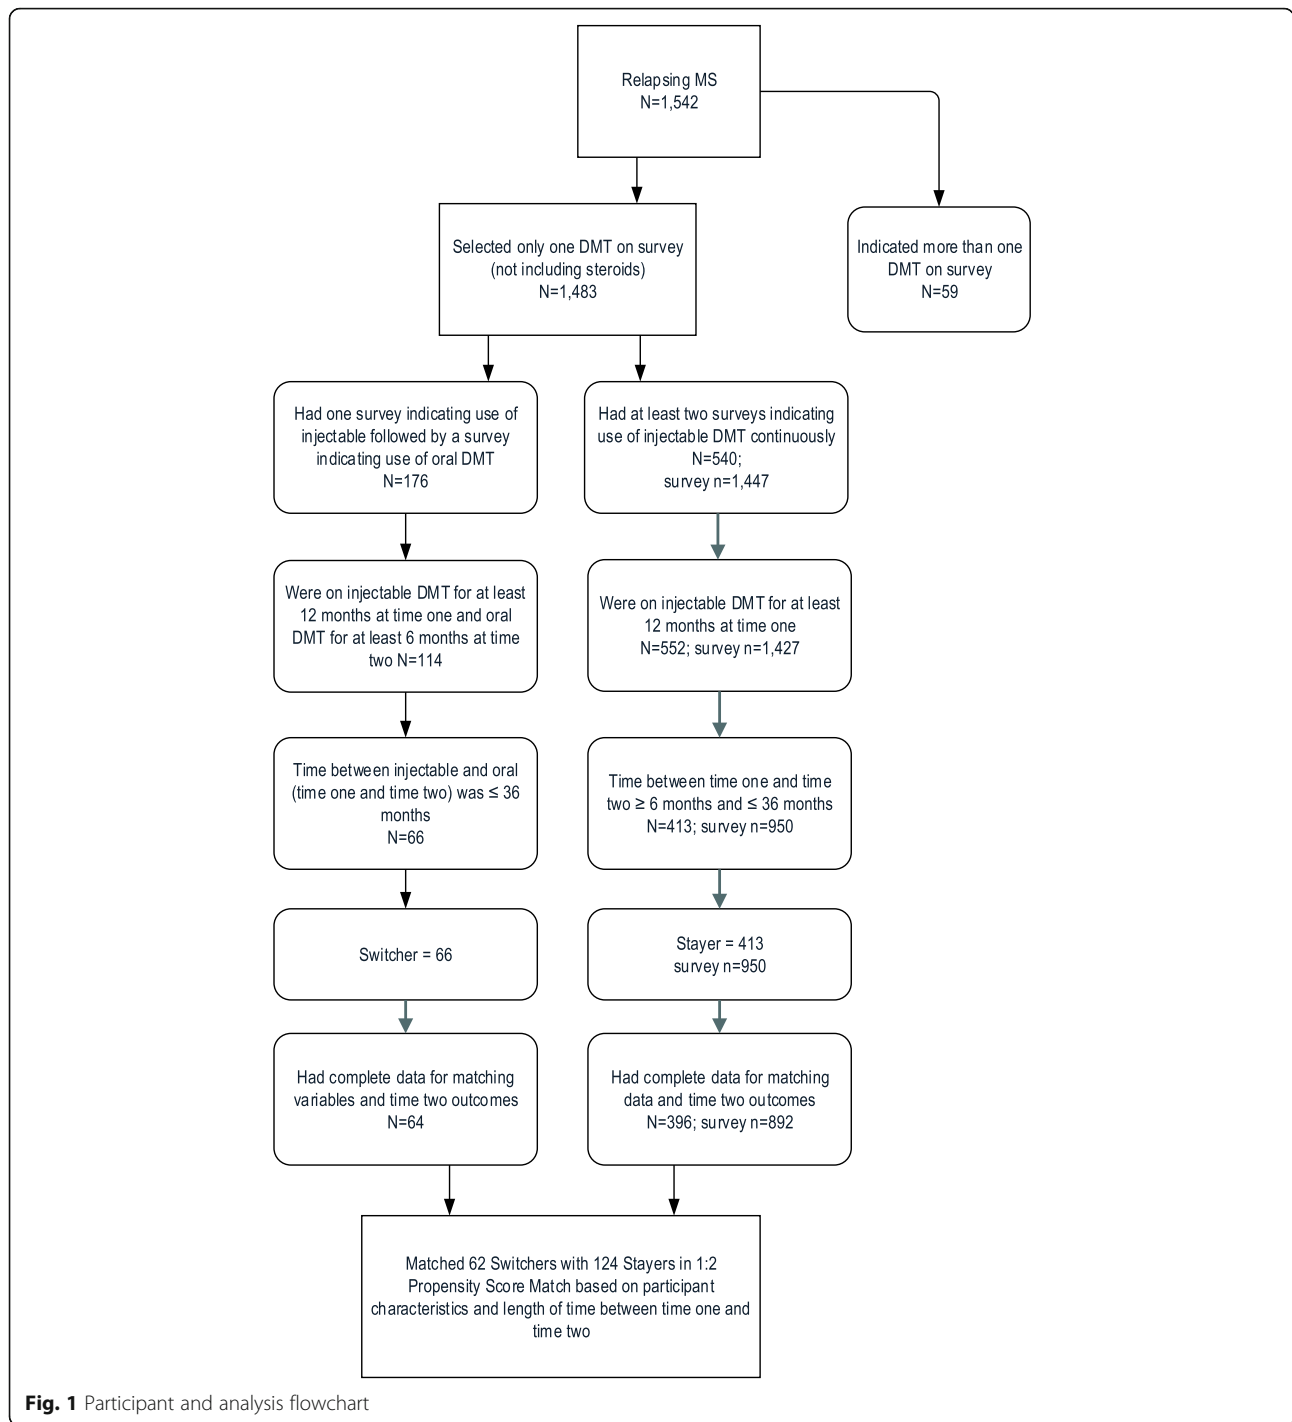 Relapsing MS
N=1,542
Selected only one DMT on survey
(not including steroids)
N=1,483
Indicated more than one
DMT on survey
N=59
Had one survey indicating use of
injectable followed by a survey
indicating use of oral DMT
N=176
Had at least two surveys indicating
use of injectable DMT continuously
N=540;
survey n=1,447
Were on injectable DMT for at least
12 months at time one and oral
DMT for at least 6 months at time
two N=114
Were on injectable DMT for at least
12 months at time one
N=552; survey n=1,427
Time between injectable and oral
(time one and time two) was ≤ 36
months
N=66
Time between time one and time
two ≥ 6 months and ≤ 36 months
N=413; survey n=950
Switcher = 66
Stayer = 413
survey n=950
Had complete data for matching
variables and time two outcomes
N=64
Had complete data for matching
data and time two outcomes
N=396; survey n=892
Matched 62 Switchers with 124 Stayers in 1:2
Propensity Score Match based on participant
characteristics and length of time between time one and
time two
Fig. 1 Participant and analysis flowchart